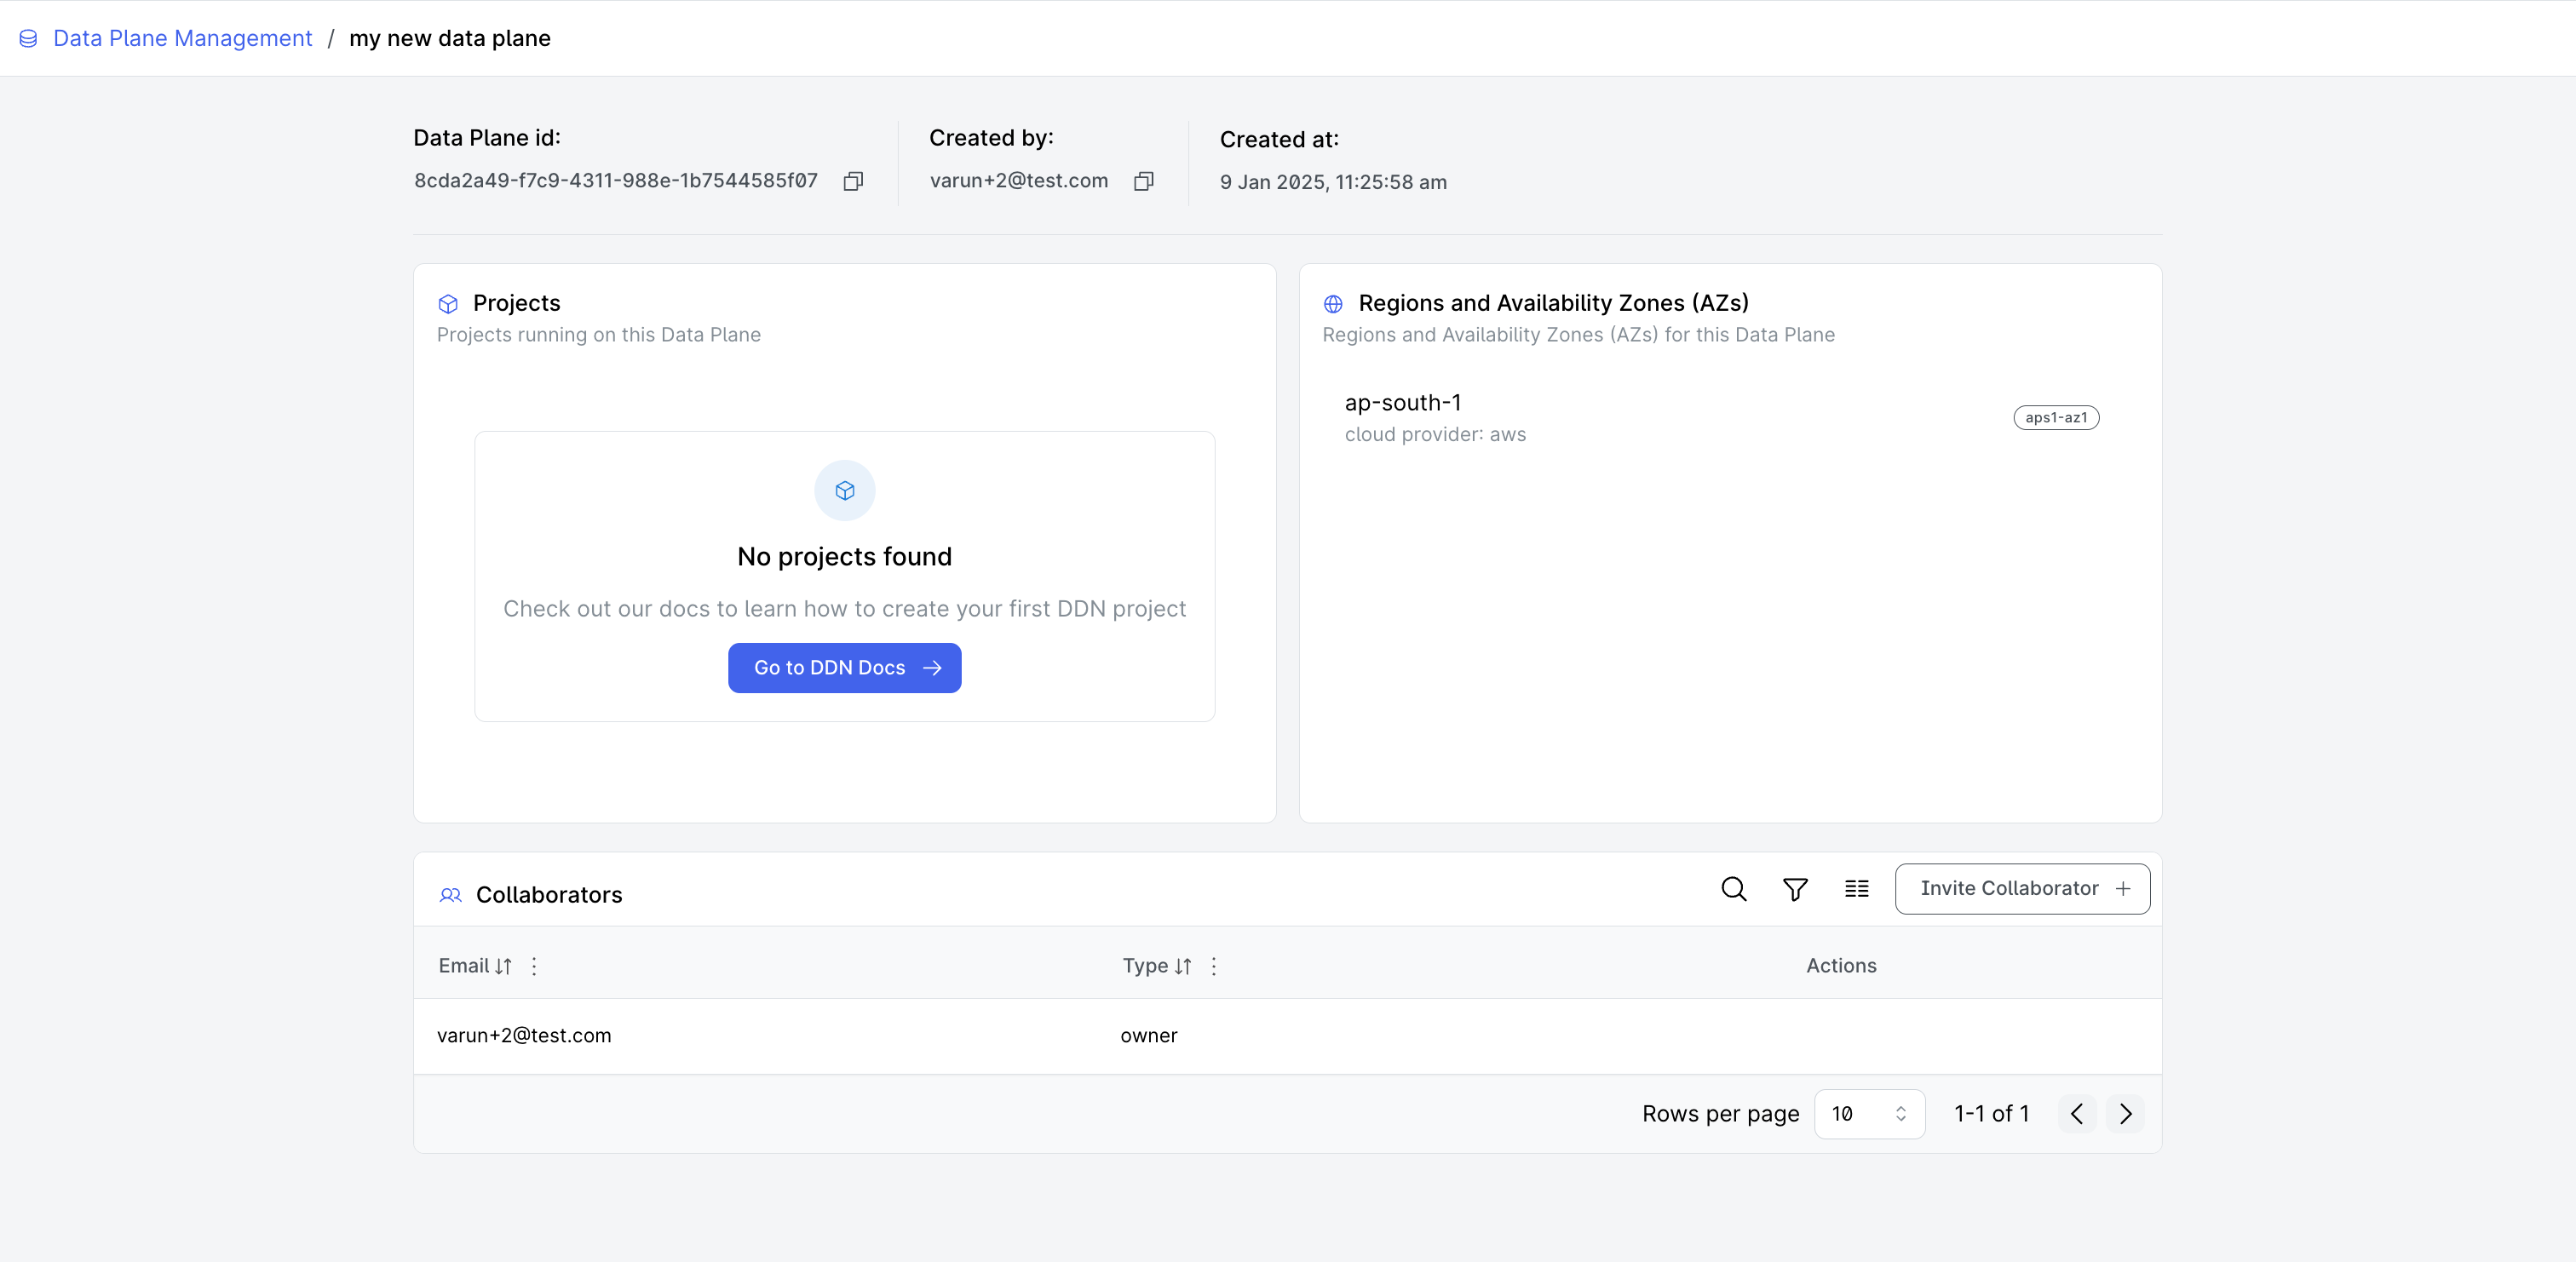 Data Plane Management / my new data plane
Data Plane id:
8cda2a49-f7c9-4311-988e-1b7544585f07
Created by:
varun+2@test.com
Created at:
9 Jan 2025, 11:25:58 am
Projects
Projects running on this Data Plane
No projects found
Check out our docs to learn how to create your first DDN project
Go to DDN Docs
Regions and Availability Zones (AZs)
Regions and Availability Zones (AZs) for this Data Plane
ap-south-1
cloud provider: aws
aps1-az1
Collaborators
Invite Collaborator
Email Type Actions
varun+2@test.com owner
Rows per page 10 1-1 of 1